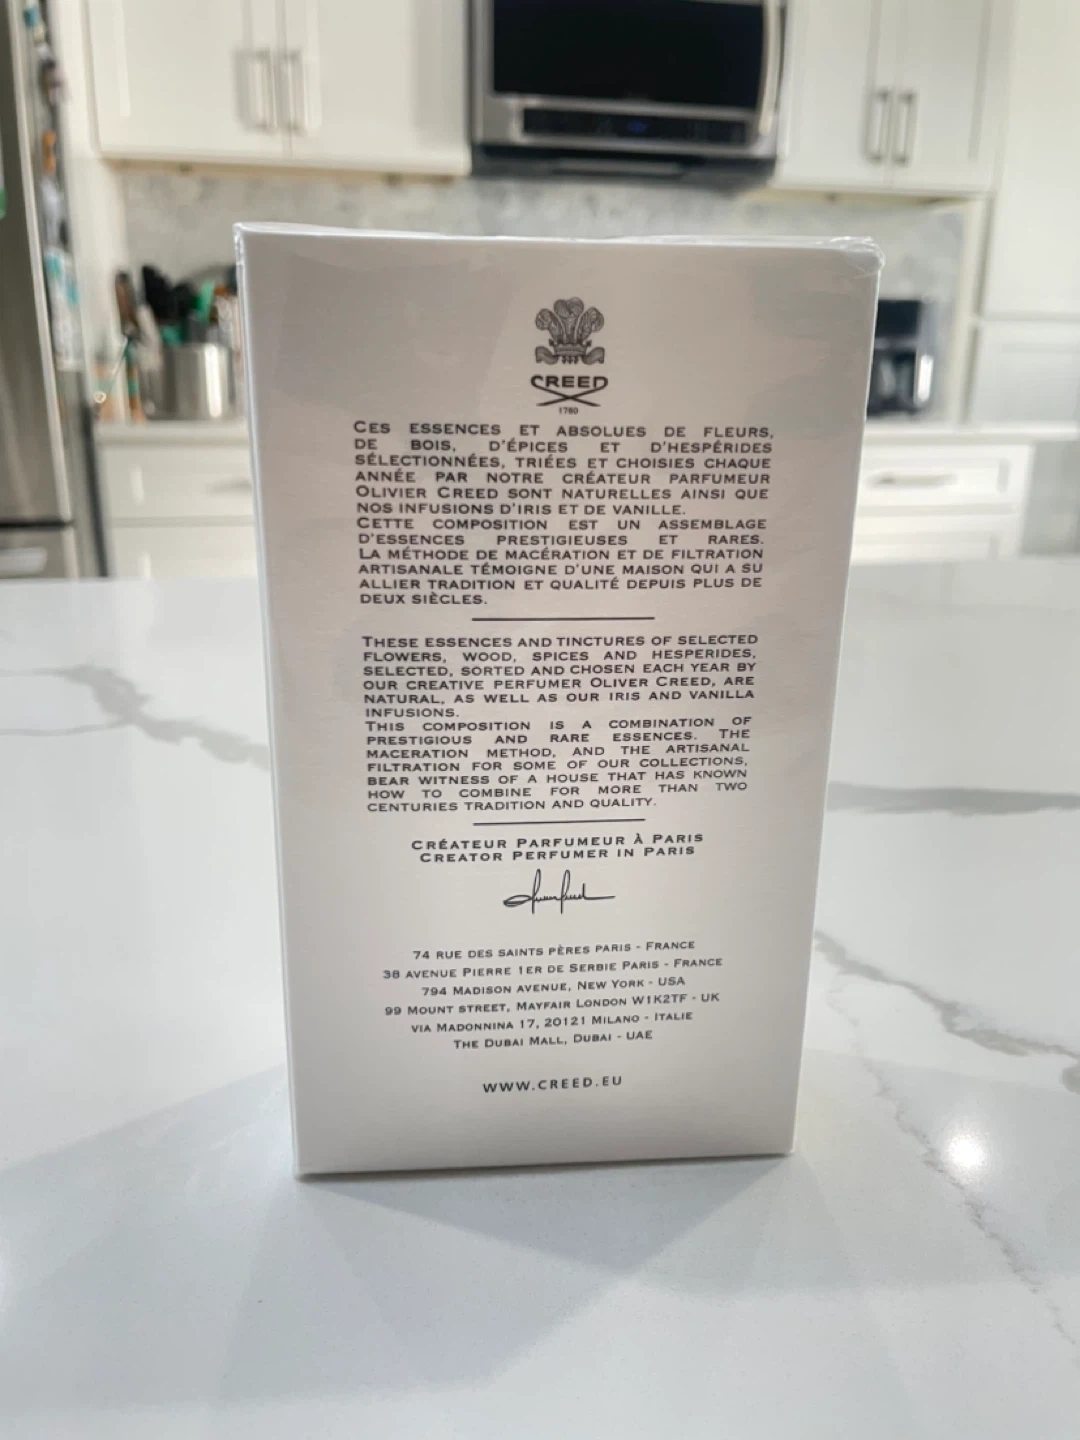 CREED
1760
CES ESSENCES ET ABSOLUES DE FLEURS,
DE BOIS, D'ÉPICES ET D'HESPÉRIDES
SÉLECTIONNÉES, TRIÉES ET CHOISIES CHAQUE
ANNÉE PAR NOTRE CRÉATEUR PARFUMEUR
OLIVIER CREED SONT NATURELLES AINSI QUE
NOS INFUSIONS D'IRIS ET DE VANILLE.
CETTE COMPOSITION EST UN ASSEMBLAGE
D'ESSENCES PRESTIGIEUSES ET RARES.
LA MÉTHODE DE MACÉRATION ET DE FILTRATION
ARTISANALE TÉMOIGNE D'UNE MAISON QUI A SU
ALLIER TRADITION ET QUALITÉ DEPUIS PLUS DE
DEUX SIÈCLES.
THESE ESSENCES AND TINCTURES OF SELECTED
FLOWERS, WOOD, SPICES AND HESPERIDES,
SELECTED, SORTED AND CHOSEN EACH YEAR BY
OUR CREATIVE PERFUMER OLIVER CREED, ARE
NATURAL, AS WELL AS OUR IRIS AND VANILLA
INFUSIONS.
THIS COMPOSITION IS A COMBINATION OF
PRESTIGIOUS AND RARE ESSENCES. THE
MACERATION METHOD, AND THE ARTISANAL
FILTRATION FOR SOME OF OUR COLLECTIONS,
BEAR WITNESS OF A HOUSE THAT HAS KNOWN
HOW TO COMBINE FOR MORE THAN TWO
CENTURIES TRADITION AND QUALITY.
CRÉATEUR PARFUMEUR À PARIS
CREATOR PERFUMER IN PARIS
74 RUE DES SAINTS PÈRES PARIS - FRANCE
38 AVENUE PIERRE 1ER DE SERBIE PARIS - FRANCE
794 MADISON AVENUE, NEW YORK - USA
99 MOUNT STREET, MAYFAIR LONDON W1K2TF - UK
VIA MADONNINA 17, 20121 MILANO - ITALIE
THE DUBAI MALL, DUBAI - UAE
WWW.CREED.EU